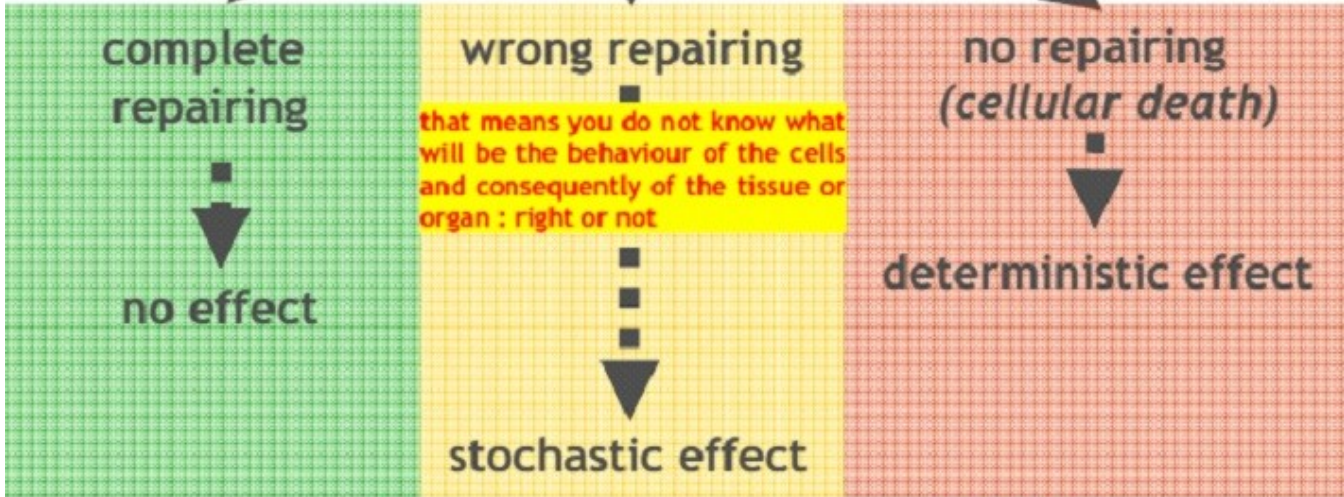 complete
repairing
no effect
wrong repairing
that means you do not know what
will be the behaviour of the cells
and consequently of the tissue or
organ : right or not
stochastic effect
no repairing
(cellular death)
deterministic effect